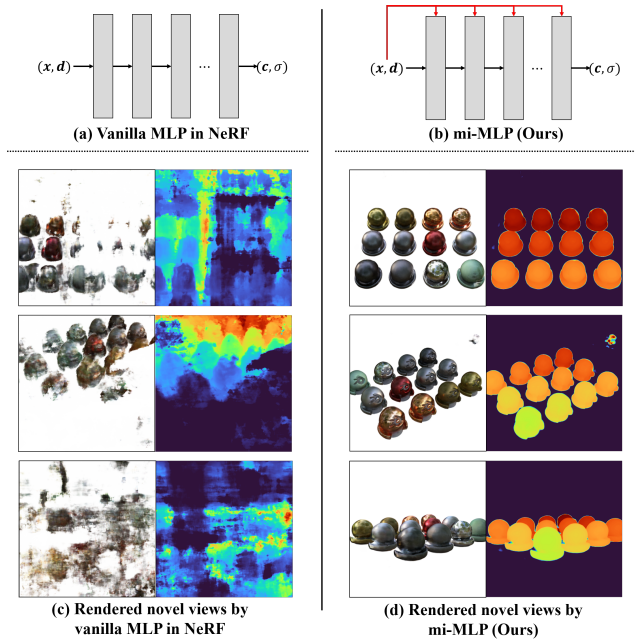 (x, d)
...
(c, σ)
(a) Vanilla MLP in NeRF
(x, d)
...
(c, σ)
(b) mi-MLP (Ours)
(c) Rendered novel views by
vanilla MLP in NeRF
(d) Rendered novel views by
mi-MLP (Ours)